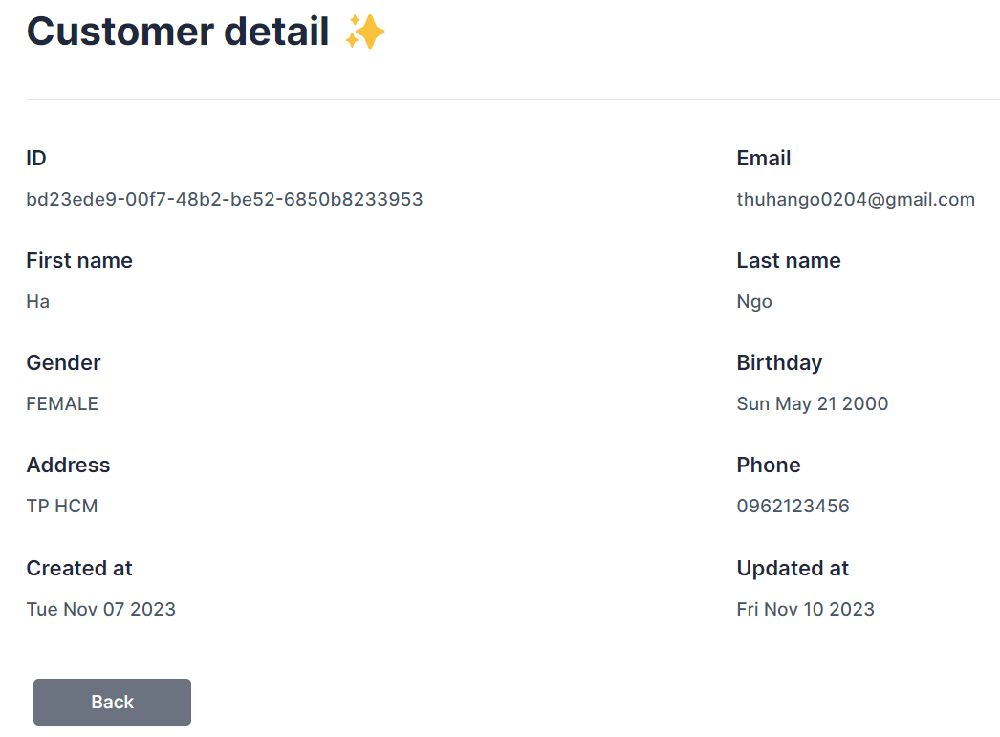 Customer detail ✨
ID
bd23ede9-00f7-48b2-be52-6850b8233953
Email
thuhango0204@gmail.com
First name
Ha
Last name
Ngo
Gender
FEMALE
Birthday
Sun May 21 2000
Address
TP HCM
Phone
0962123456
Created at
Tue Nov 07 2023
Updated at
Fri Nov 10 2023
Back